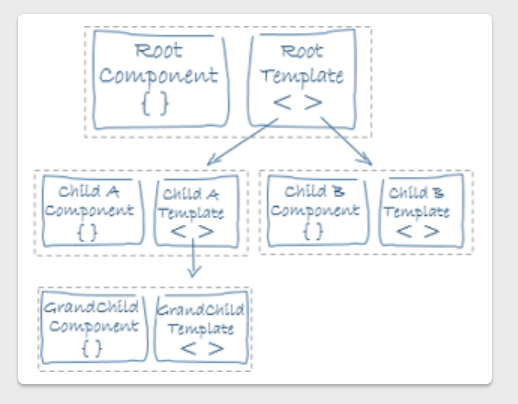 Root
Component
{ }
Root
Template
< >
Child A
Component
{ }
Child A
Template
< >
Child B
Component
{ }
Child B
Template
< >
GrandChild
Component
{ }
GrandChild
Template
< >